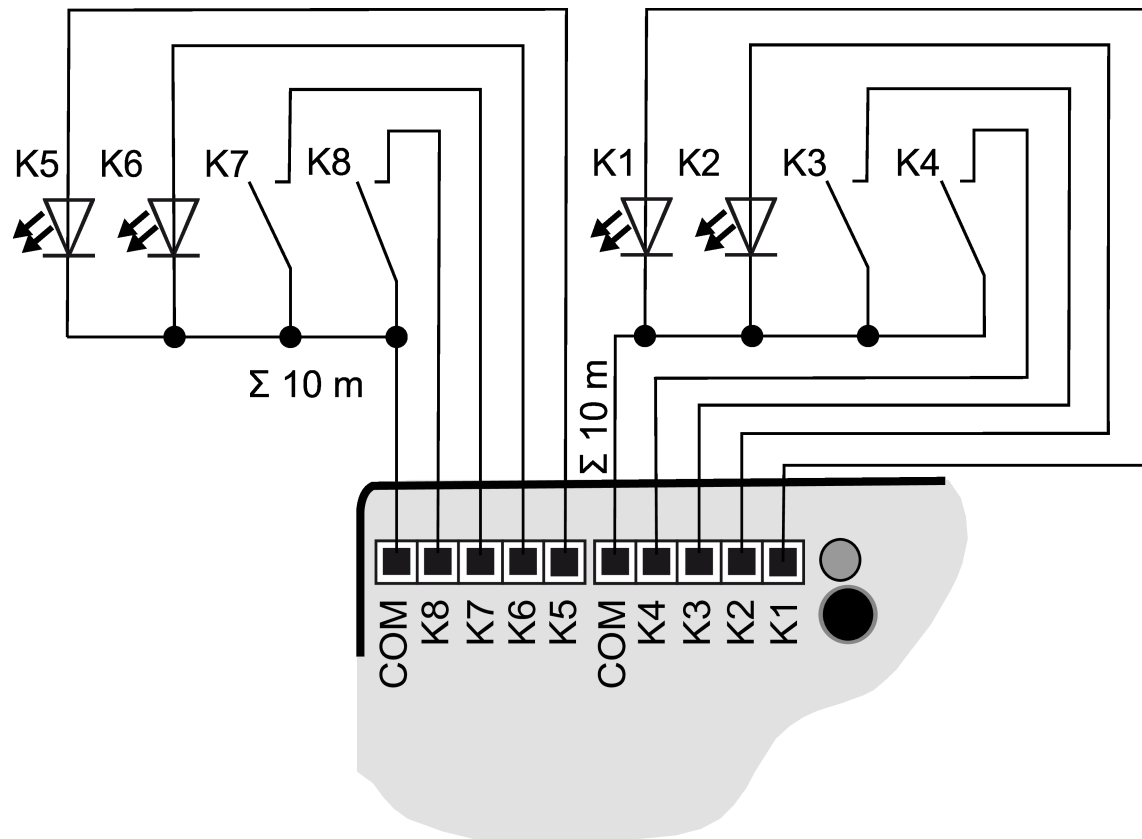 K5 K6 K7 K8 K1 K2 K3 K4
Σ 10 m
Σ 10 m
COM K8 K7 K6 K5 COM K4 K3 K2 K1